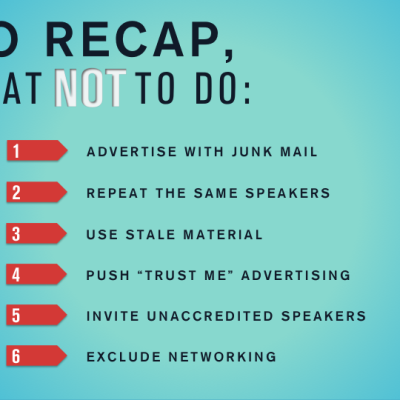 RECAP,
NOT TO DO:
1 ADVERTISE WITH JUNK MAIL
2 REPEAT THE SAME SPEAKERS
3 USE STALE MATERIAL
4 PUSH “TRUST ME” ADVERTISING
5 INVITE UNACCREDITED SPEAKERS
6 EXCLUDE NETWORKING